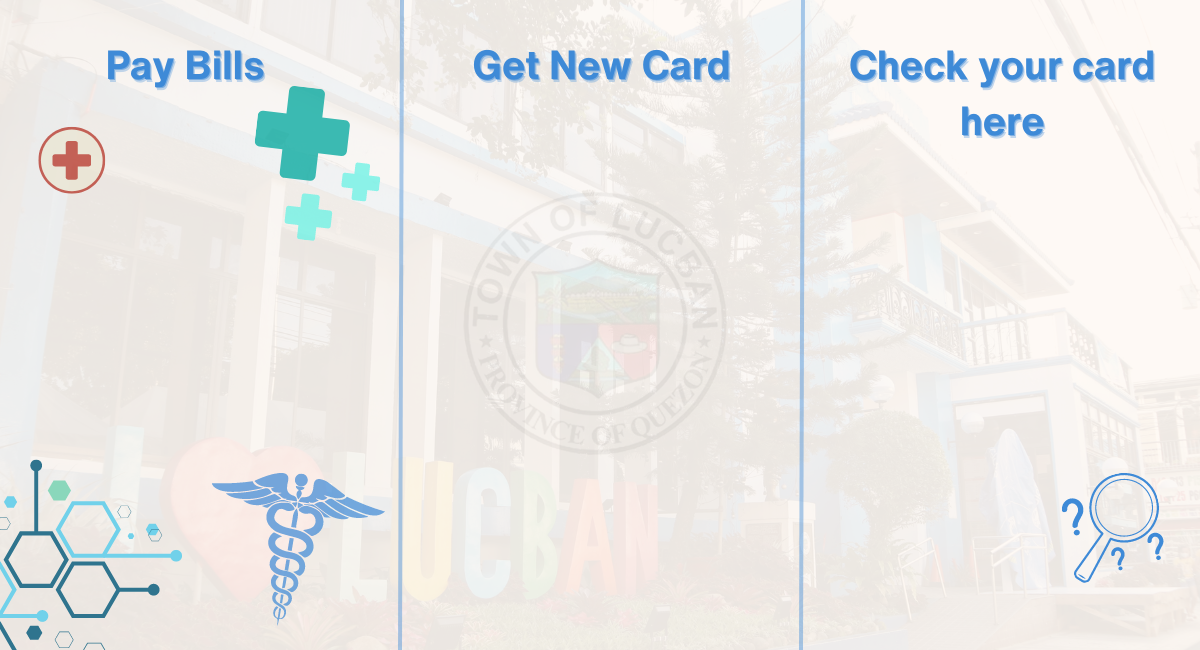 Pay Bills
Get New Card
Check your card
here
TOWN OF LUCBAN
PROVINCE OF QUEZON
LUCBAN